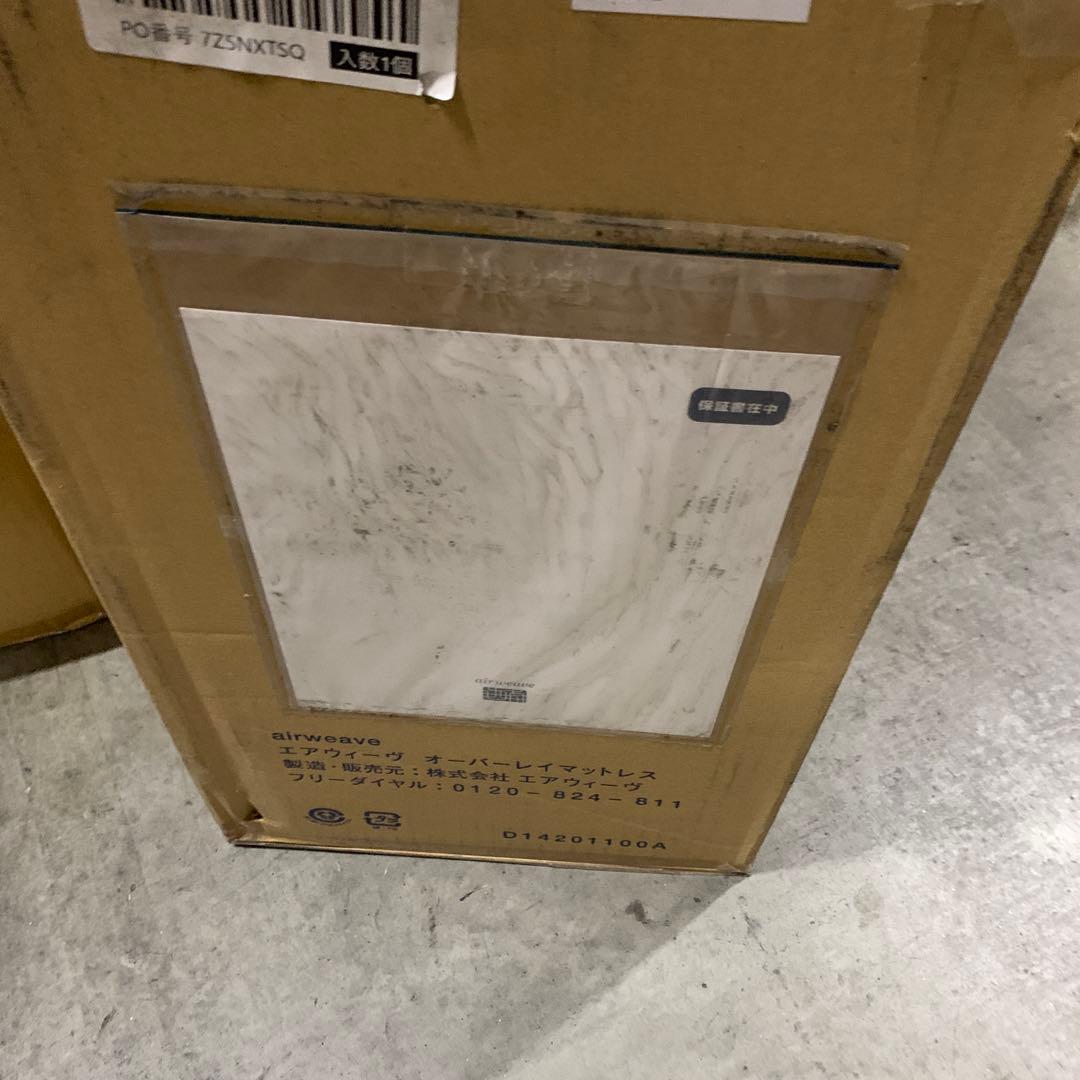 PO番号 7Z5NXTSQ
入数1個
保証書在中
airweave
airweave
エアウィーヴ オーバーレイマットレス
製造・販売元：株式会社 エアウィーヴ
フリーダイヤル：0120－824－811
D14201100A